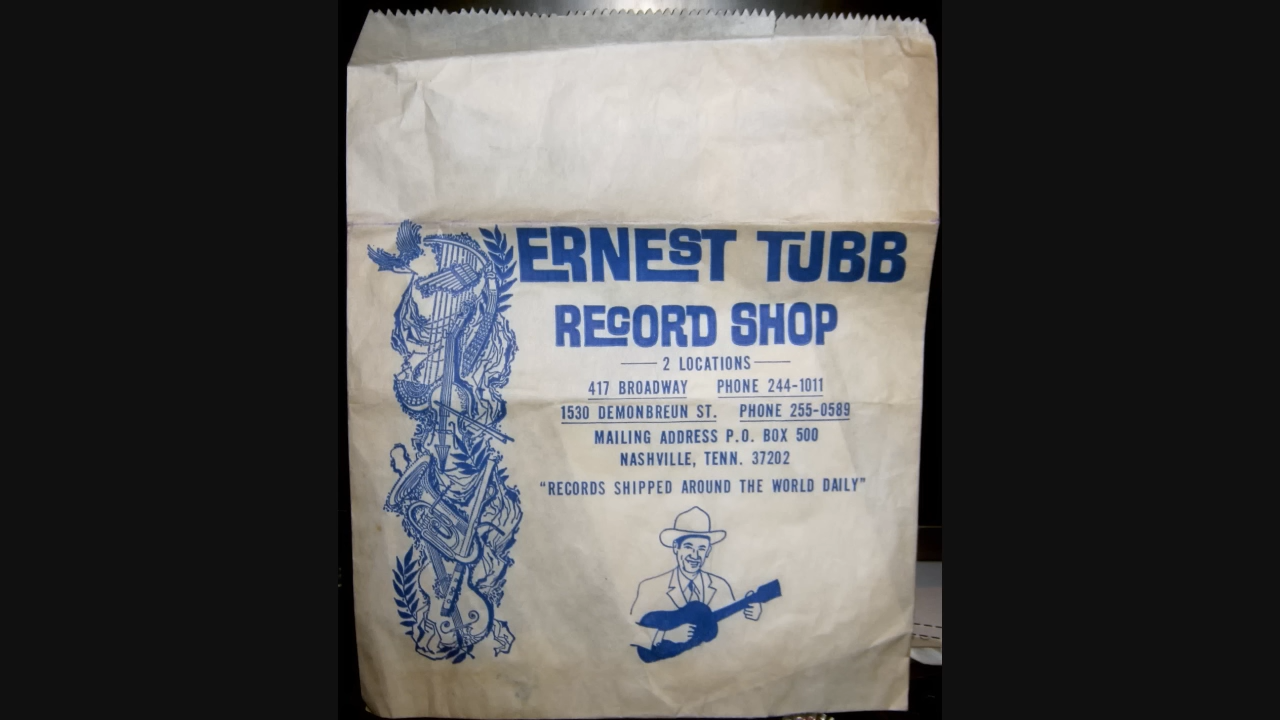 ERNEST TUBB
RECORD SHOP
2 LOCATIONS
417 BROADWAY PHONE 244-1011
1530 DEMONBREUN ST. PHONE 255-0589
MAILING ADDRESS P.O. BOX 500
NASHVILLE, TENN. 37202
"RECORDS SHIPPED AROUND THE WORLD DAILY"